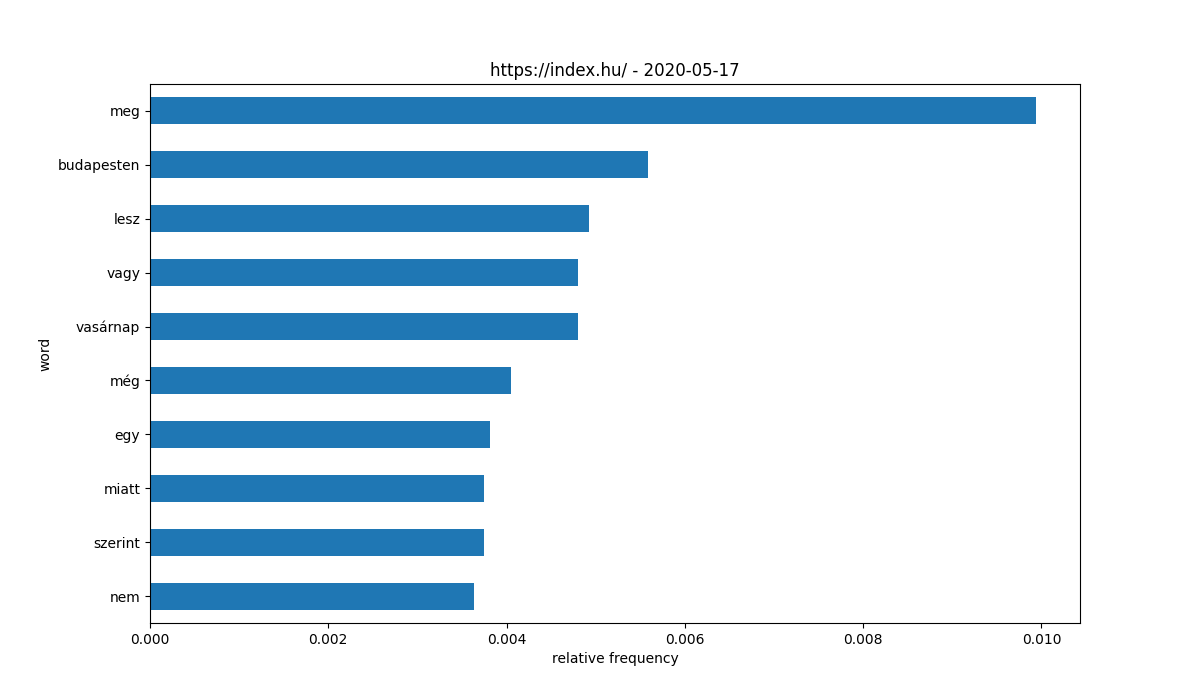 https://index.hu/ - 2020-05-17
meg
budapesten
lesz
vagy
vasárnap
még
egy
miatt
szerint
nem
word
0.000 0.002 0.004 0.006 0.008 0.010
relative frequency